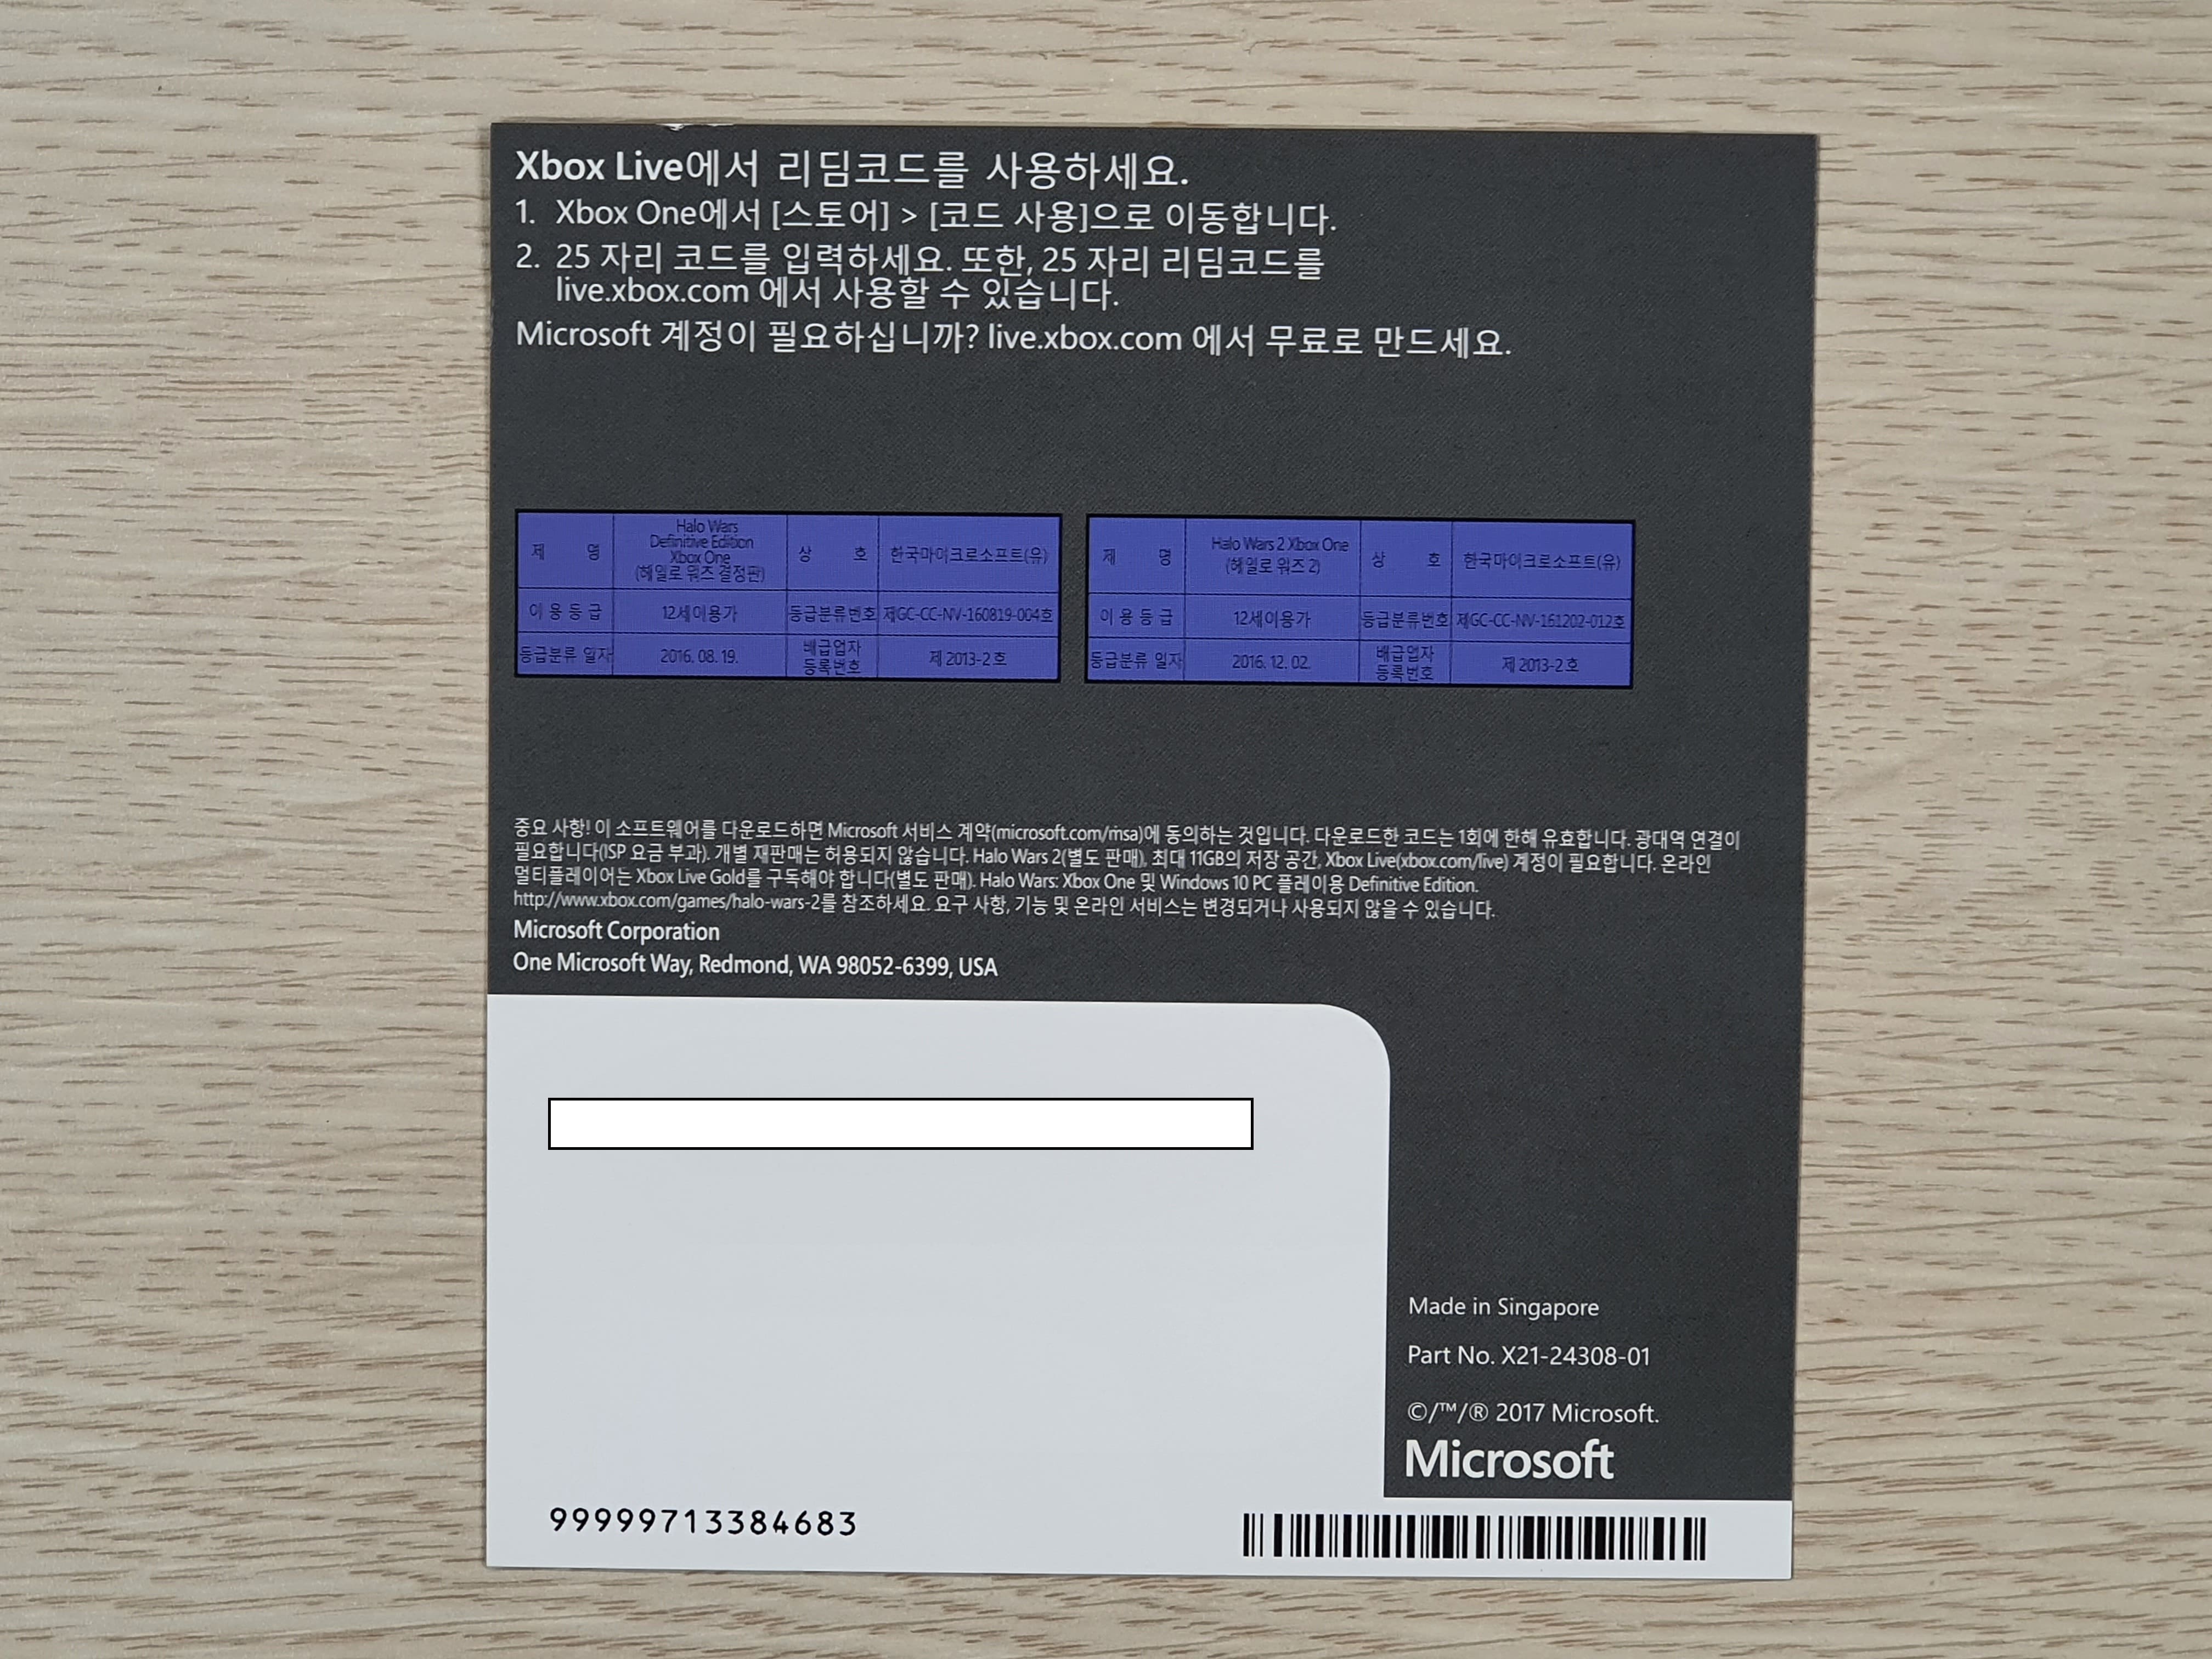 Xbox Live에서 리딤코드를 사용하세요.
1. Xbox One에서 [스토어] > [코드 사용]으로 이동합니다.
2. 25 자리 코드를 입력하세요. 또한, 25 자리 리딤코드를
live.xbox.com 에서 사용할 수 있습니다.
Microsoft 계정이 필요하십니까? live.xbox.com 에서 무료로 만드세요.
제 명
Halo Wars
Definitive Edition
Xbox One
(헤일로 워즈 결정판)
상 호
한국마이크로소프트(유)
이 용 등 급
12세이용가
등급분류번호
제GC-CC-NV-160819-004호
등급분류 일자
2016. 08. 19.
배급업자
등록번호
제 2013-2 호
제 명
Halo Wars 2 Xbox One
(헤일로 워즈 2)
상 호
한국마이크로소프트(유)
이 용 등 급
12세이용가
등급분류번호
제GC-CC-NV-161202-012호
등급분류 일자
2016. 12. 02.
배급업자
등록번호
제 2013-2 호
중요 사항! 이 소프트웨어를 다운로드하면 Microsoft 서비스 계약(microsoft.com/msa)에 동의하는 것입니다. 다운로드한 코드는 1회에 한해 유효합니다. 광대역 연결이
필요합니다(ISP 요금 부과). 개별 재판매는 허용되지 않습니다. Halo Wars 2(별도 판매), 최대 11GB의 저장 공간, Xbox Live(xbox.com/live) 계정이 필요합니다. 온라인
멀티플레이어는 Xbox Live Gold를 구독해야 합니다(별도 판매). Halo Wars: Xbox One 및 Windows 10 PC 플레이용 Definitive Edition.
http://www.xbox.com/games/halo-wars-2를 참조하세요. 요구 사항, 기능 및 온라인 서비스는 변경되거나 사용되지 않을 수 있습니다.
Microsoft Corporation
One Microsoft Way, Redmond, WA 98052-6399, USA
Made in Singapore
Part No. X21-24308-01
©/™/® 2017 Microsoft.
Microsoft
99999713384683